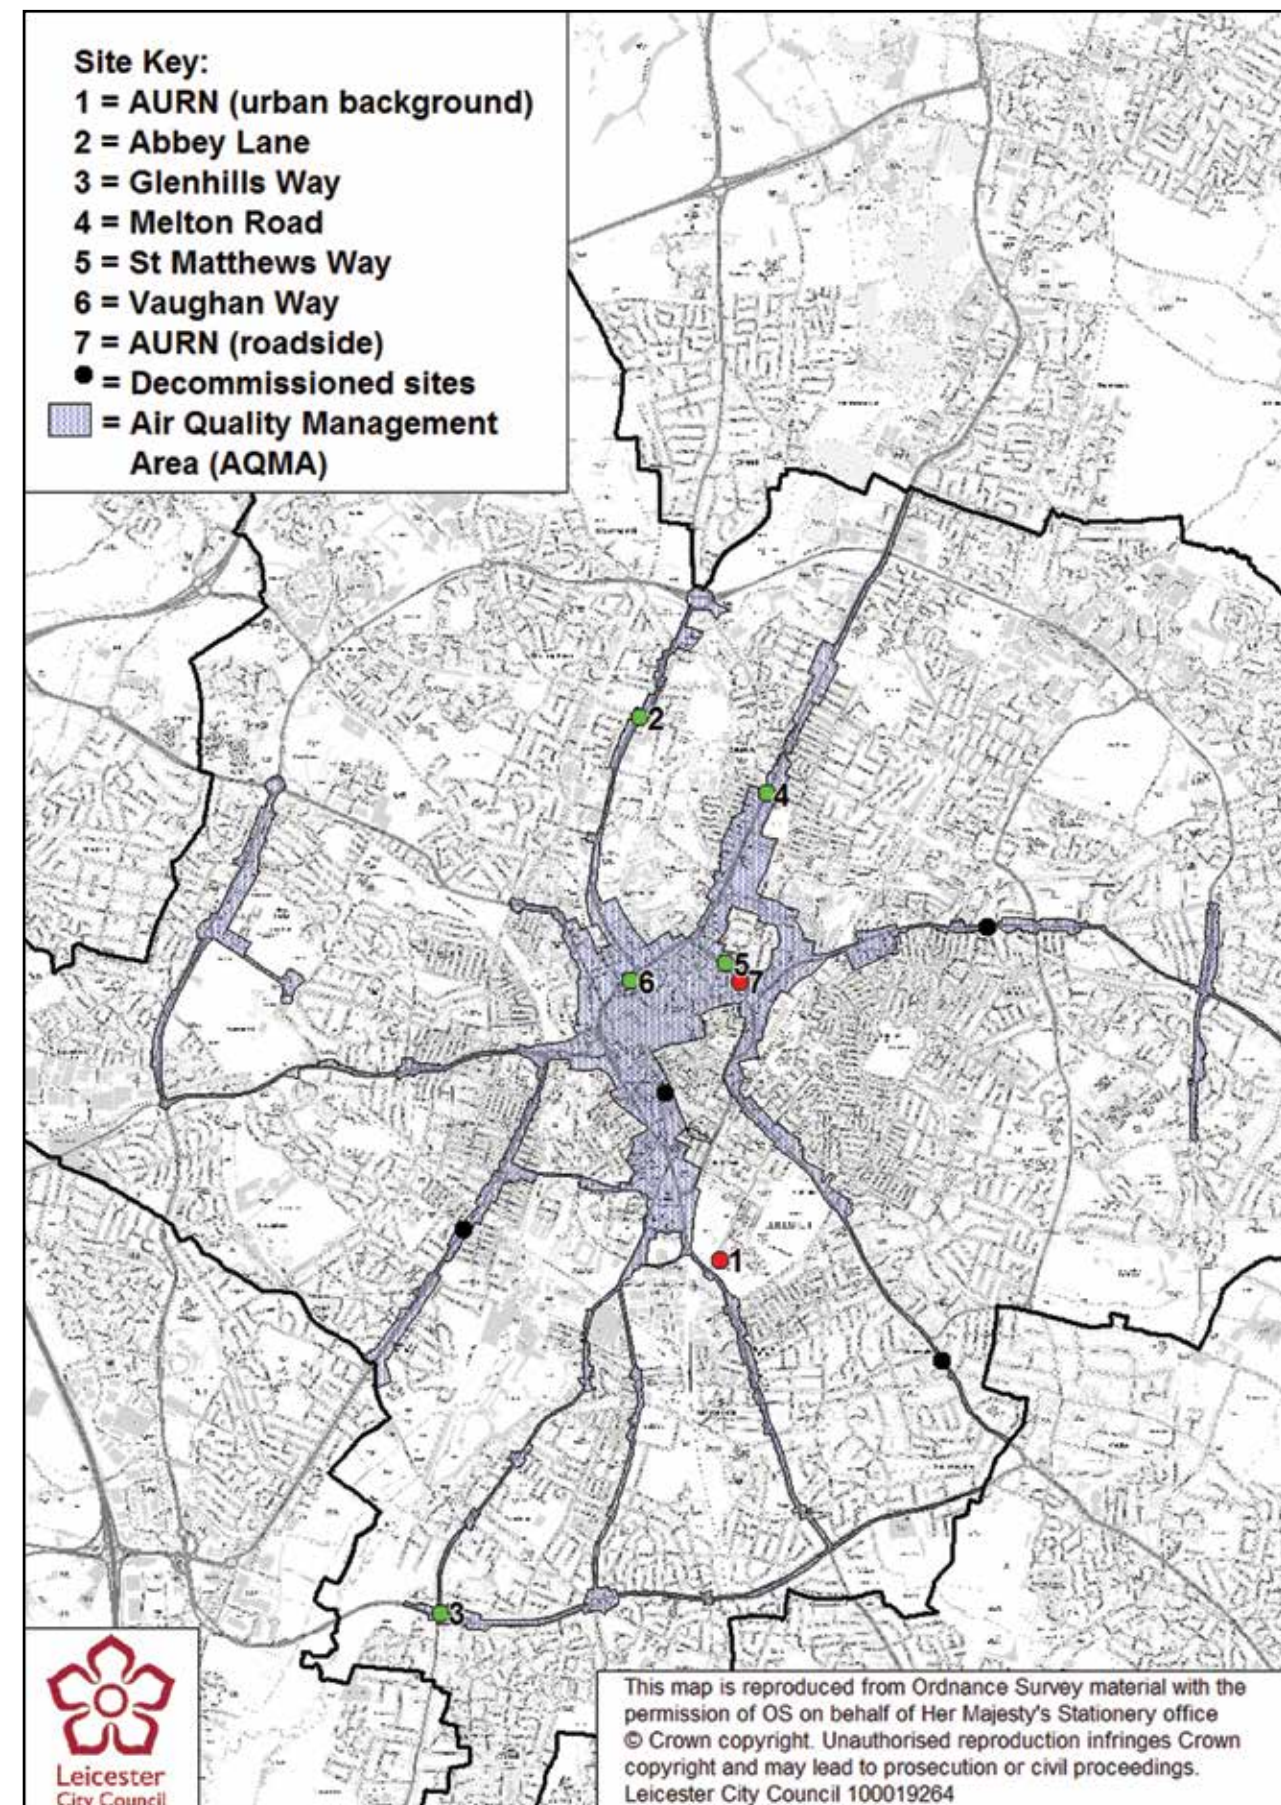 Site Key:
1 = AURN (urban background)
2 = Abbey Lane
3 = Glenhills Way
4 = Melton Road
5 = St Matthews Way
6 = Vaughan Way
7 = AURN (roadside)
= Decommissioned sites
= Air Quality Management
Area (AQMA)
2
4
5
6
7
1
3
Leicester
City Council
This map is reproduced from Ordnance Survey material with the
permission of OS on behalf of Her Majesty's Stationery office
© Crown copyright. Unauthorised reproduction infringes Crown
copyright and may lead to prosecution or civil proceedings.
Leicester City Council 100019264